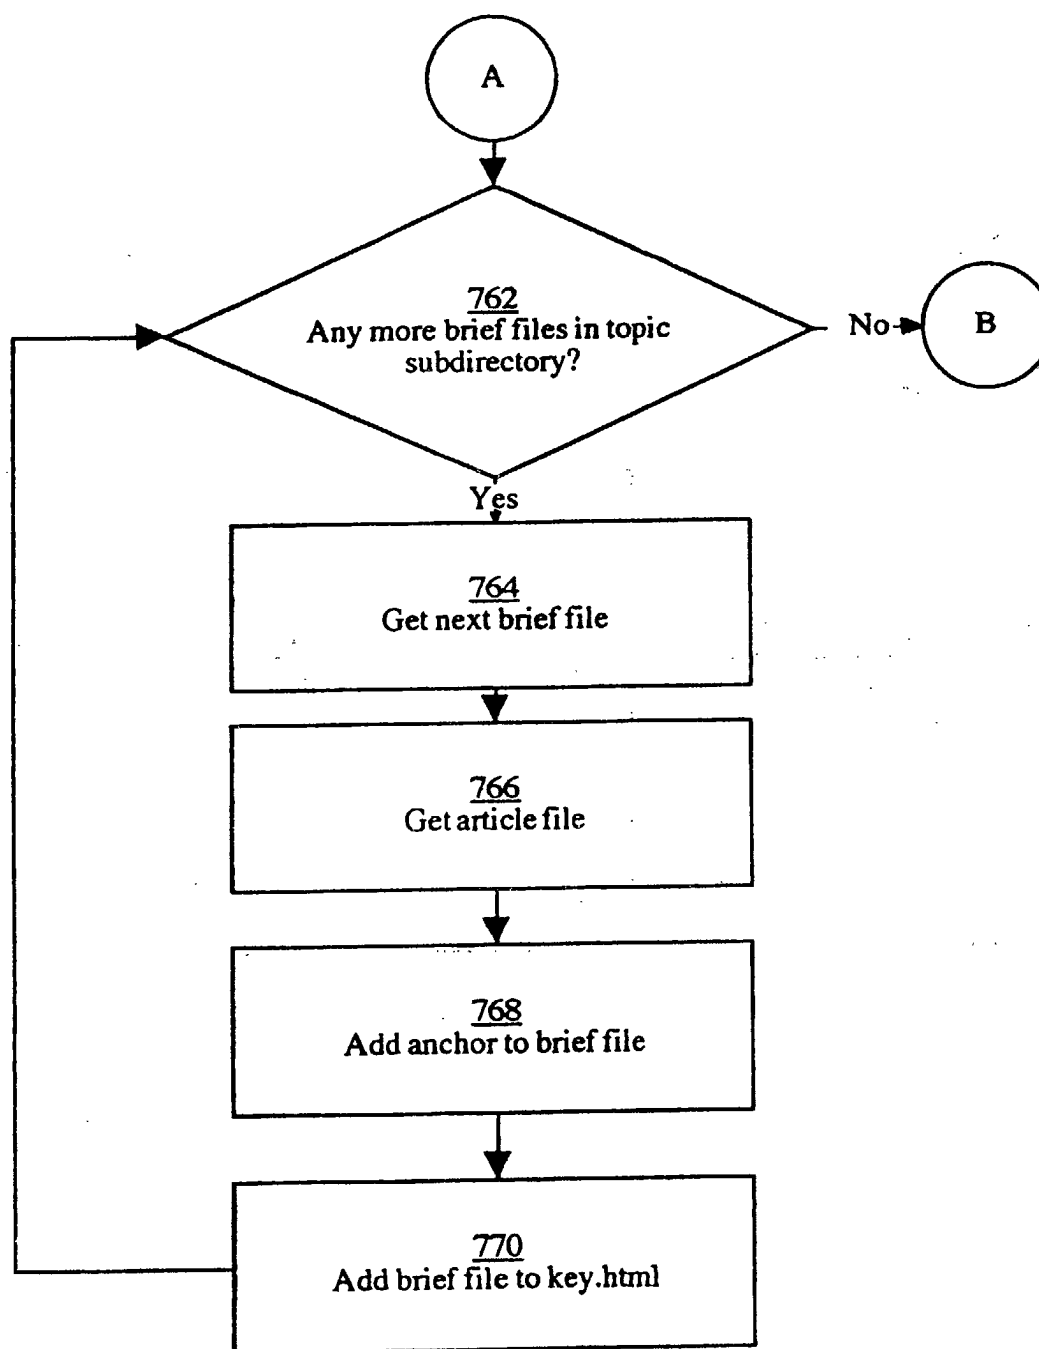 A
762
Any more brief files in topic
subdirectory?
No
B
Yes
764
Get next brief file
766
Get article file
768
Add anchor to brief file
770
Add brief file to key.html